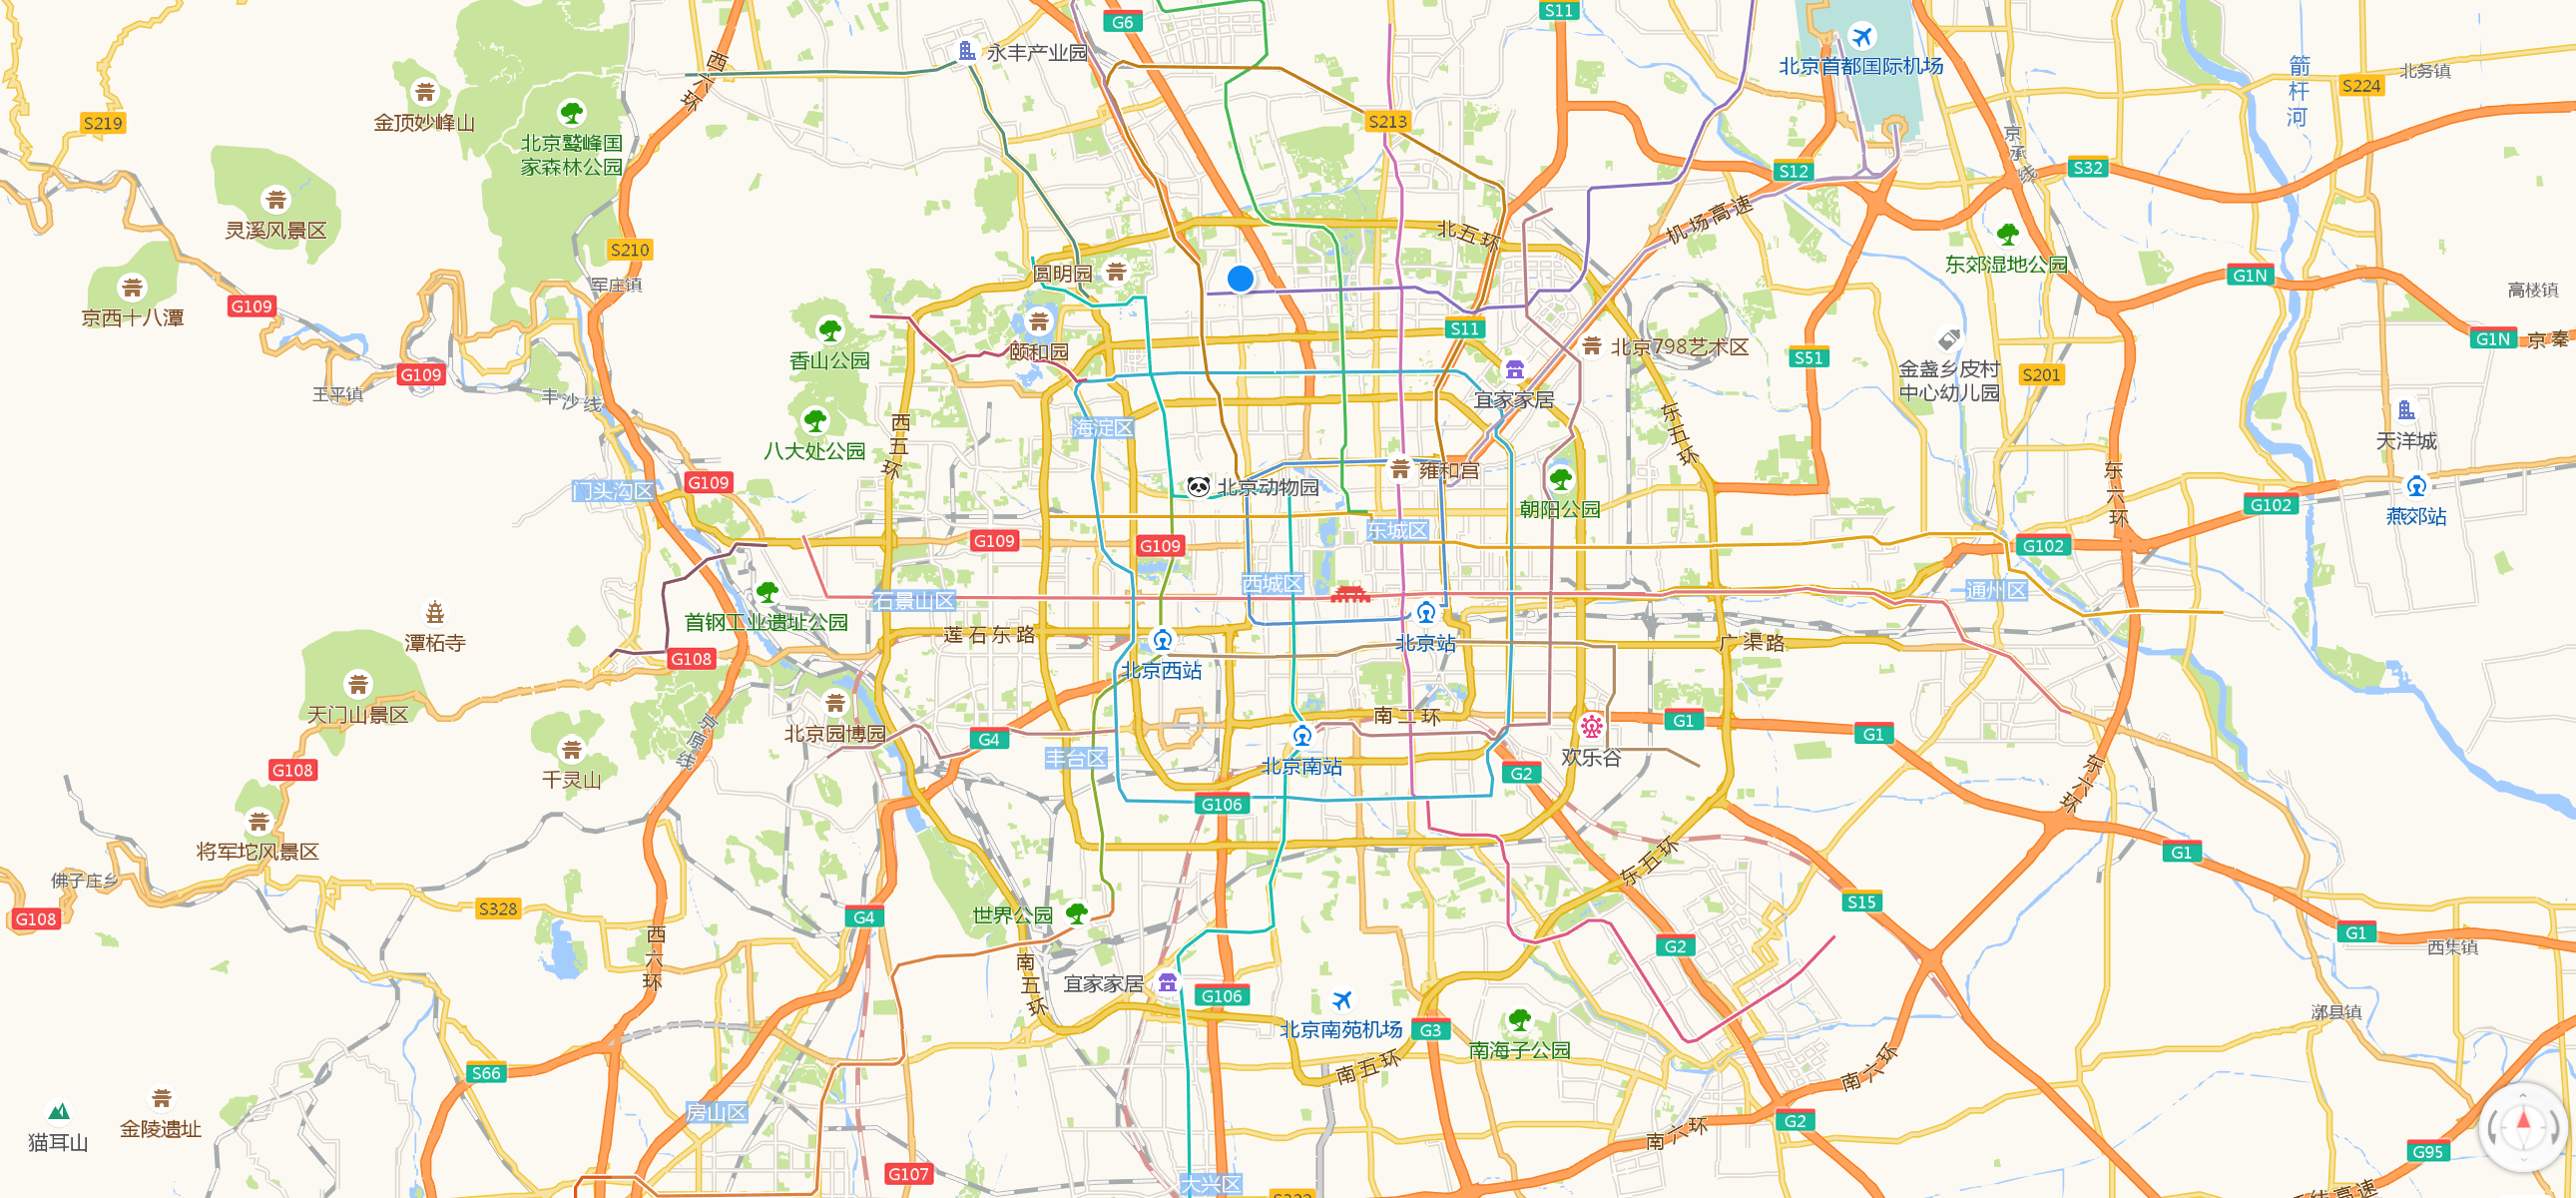 S11
G6
永丰产业园
北京首都国际机场
箭杆河
北务镇
S224
西六环
金顶妙峰山
S219
北京鹫峰国
家森林公园
S213
京承线
S12
S32
灵溪风景区
S210
北五环
机场高速
东郊湿地公园
圆明园
G1N
军庄镇
高楼镇
京西十八潭
G109
S11
香山公园
颐和园
北京798艺术区
S51
G1N
京秦
金盏乡皮村
中心幼儿园
S201
G109
王平镇
丰沙线
宜家家居
西五环
海淀区
东五环
天洋城
八大处公园
雍和宫
门头沟区
G109
北京动物园
朝阳公园
东六环
G102
燕郊站
东城区
G109
G109
G102
西城区
通州区
首钢工业遗址公园
石景山区
潭柘寺
莲石东路
北京站
广渠路
G108
北京西站
天门山景区
京原线
北京园博园
南二环
G1
G1
G4
丰台区
欢乐谷
北京南站
G108
千灵山
G2
东六环
G106
将军坨风景区
G1
佛子庄乡
东五环
G108
S328
G4
世界公园
S15
G1
西六环
G2
西集镇
南五环
宜家家居
G106
北京南苑机场
G3
南海子公园
漷县镇
S66
南五环
南六环
猫耳山
金陵遗址
房山区
G2
南六环
G95
G107
大兴区